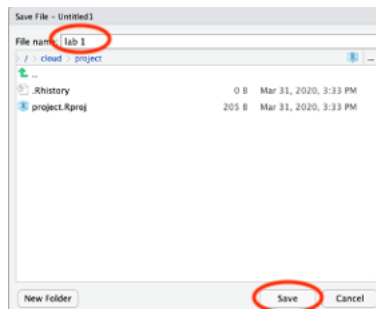 Save File - Untitled1
File name: lab 1
/ > cloud > project ...
..
.Rhistory 0 B Mar 31, 2020, 3:33 PM
project.Rproj 205 B Mar 31, 2020, 3:33 PM
New Folder Save Cancel